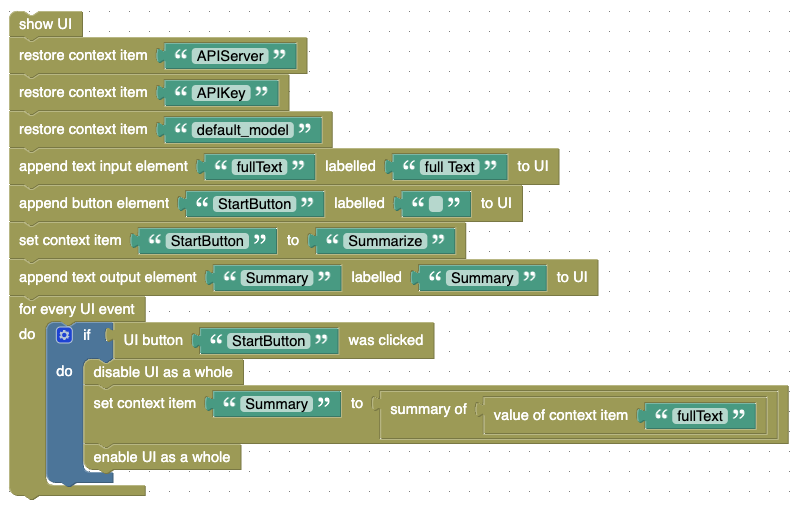 show UI
restore context item “ APIServer ”
restore context item “ APIKey ”
restore context item “ default_model ”
append text input element “ fullText ” labelled “ full Text ” to UI
append button element “ StartButton ” labelled “ ” to UI
set context item “ StartButton ” to “ Summarize ”
append text output element “ Summary ” labelled “ Summary ” to UI
for every UI event
do if UI button “ StartButton ” was clicked
do disable UI as a whole
set context item “ Summary ” to summary of value of context item “ fullText ”
enable UI as a whole